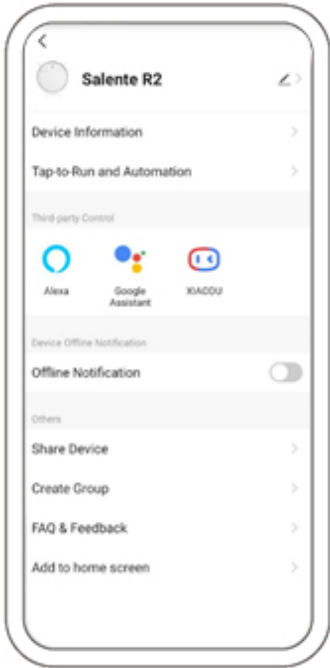 Salente R2
Device Information
Tap-to-Run and Automation
Third-party Control
Alexa
Google
Assistant
XIAODU
Device Offline Notification
Offline Notification
Others
Share Device
Create Group
FAQ & Feedback
Add to home screen